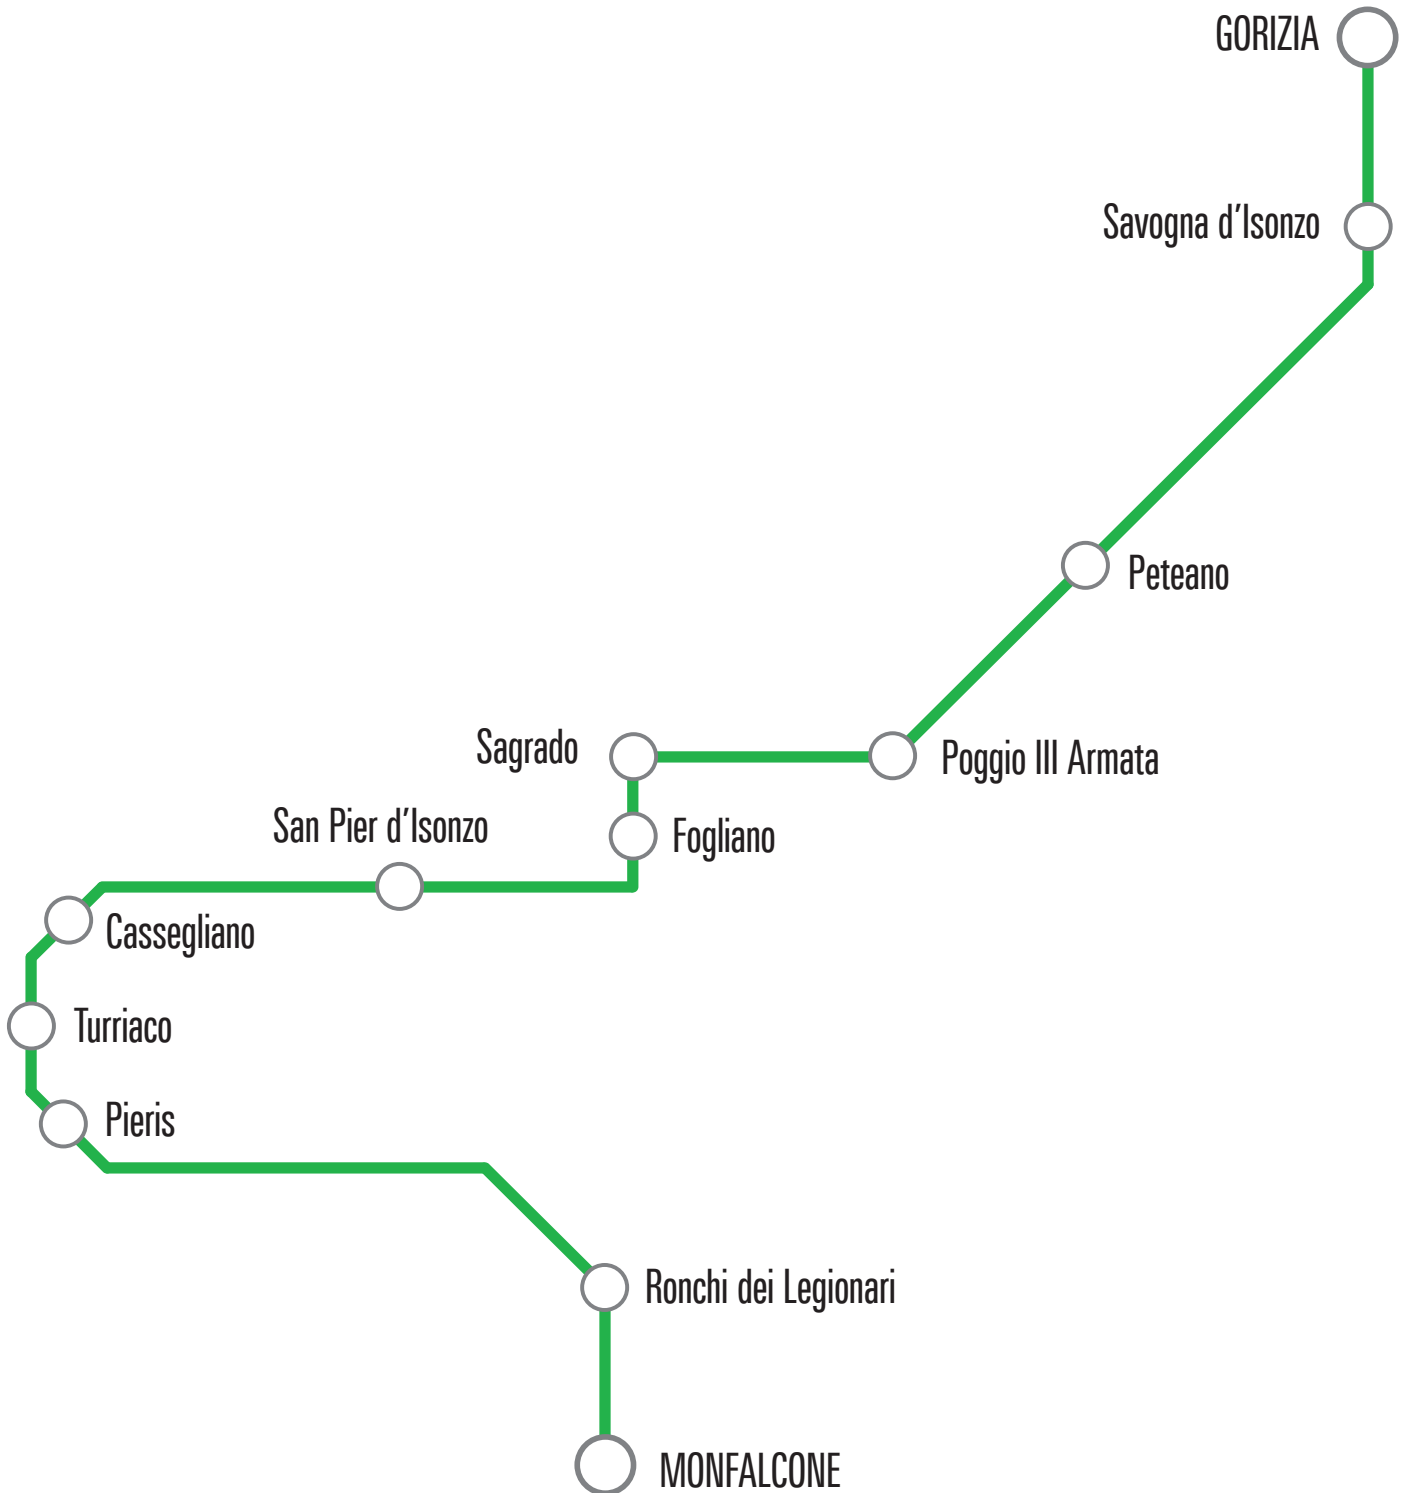 GORIZIA
Savogna d'Isonzo
Peteano
Sagrado
Poggio III Armata
San Pier d'Isonzo
Fogliano
Cassegliano
Turriaco
Pieris
Ronchi dei Legionari
MONFALCONE